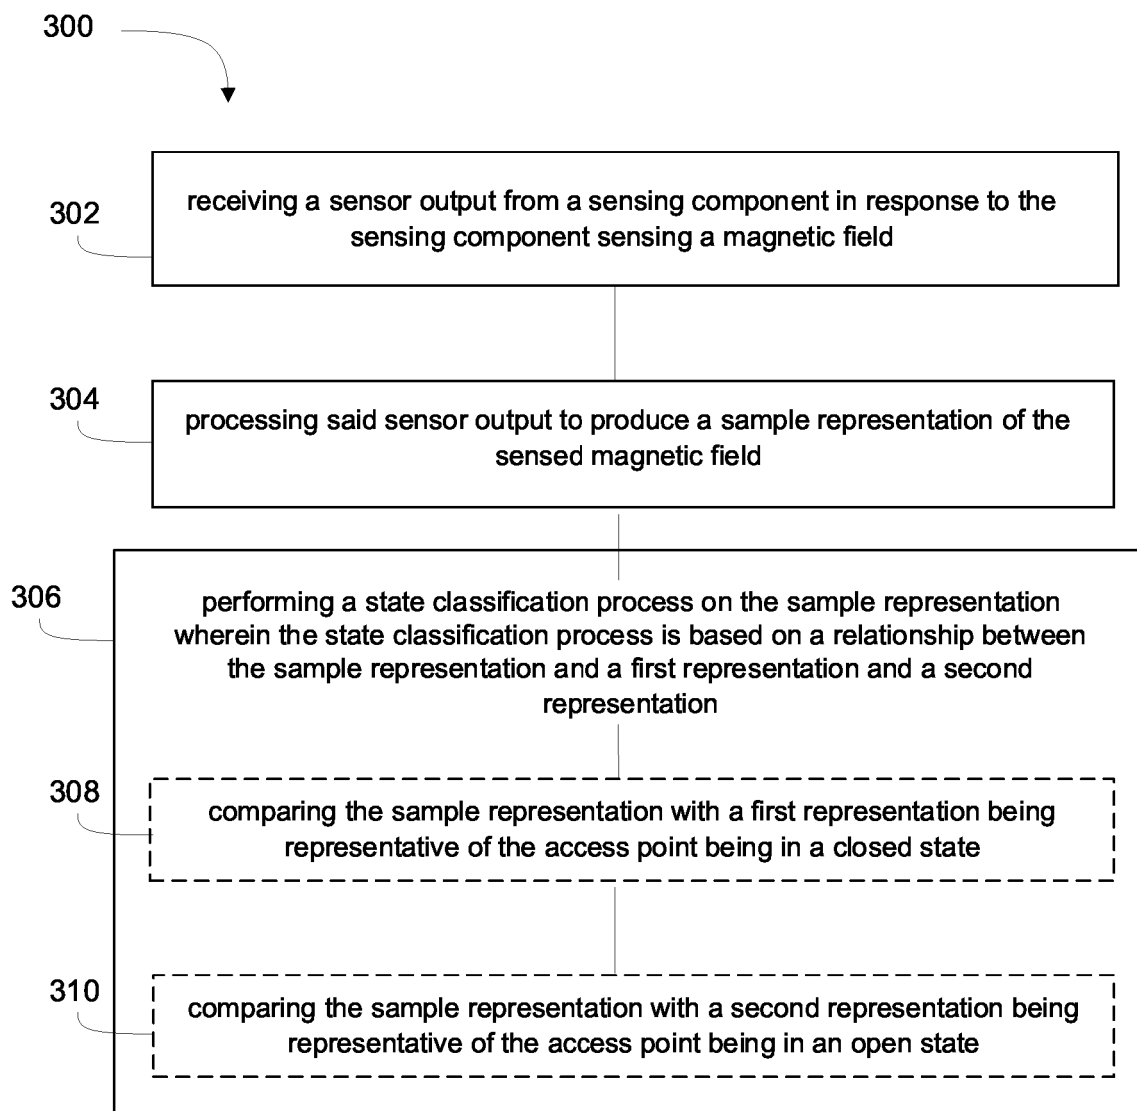 300
302
receiving a sensor output from a sensing component in response to the
sensing component sensing a magnetic field
304
processing said sensor output to produce a sample representation of the
sensed magnetic field
306
performing a state classification process on the sample representation
wherein the state classification process is based on a relationship between
the sample representation and a first representation and a second
representation
308
comparing the sample representation with a first representation being
representative of the access point being in a closed state
310
comparing the sample representation with a second representation being
representative of the access point being in an open state